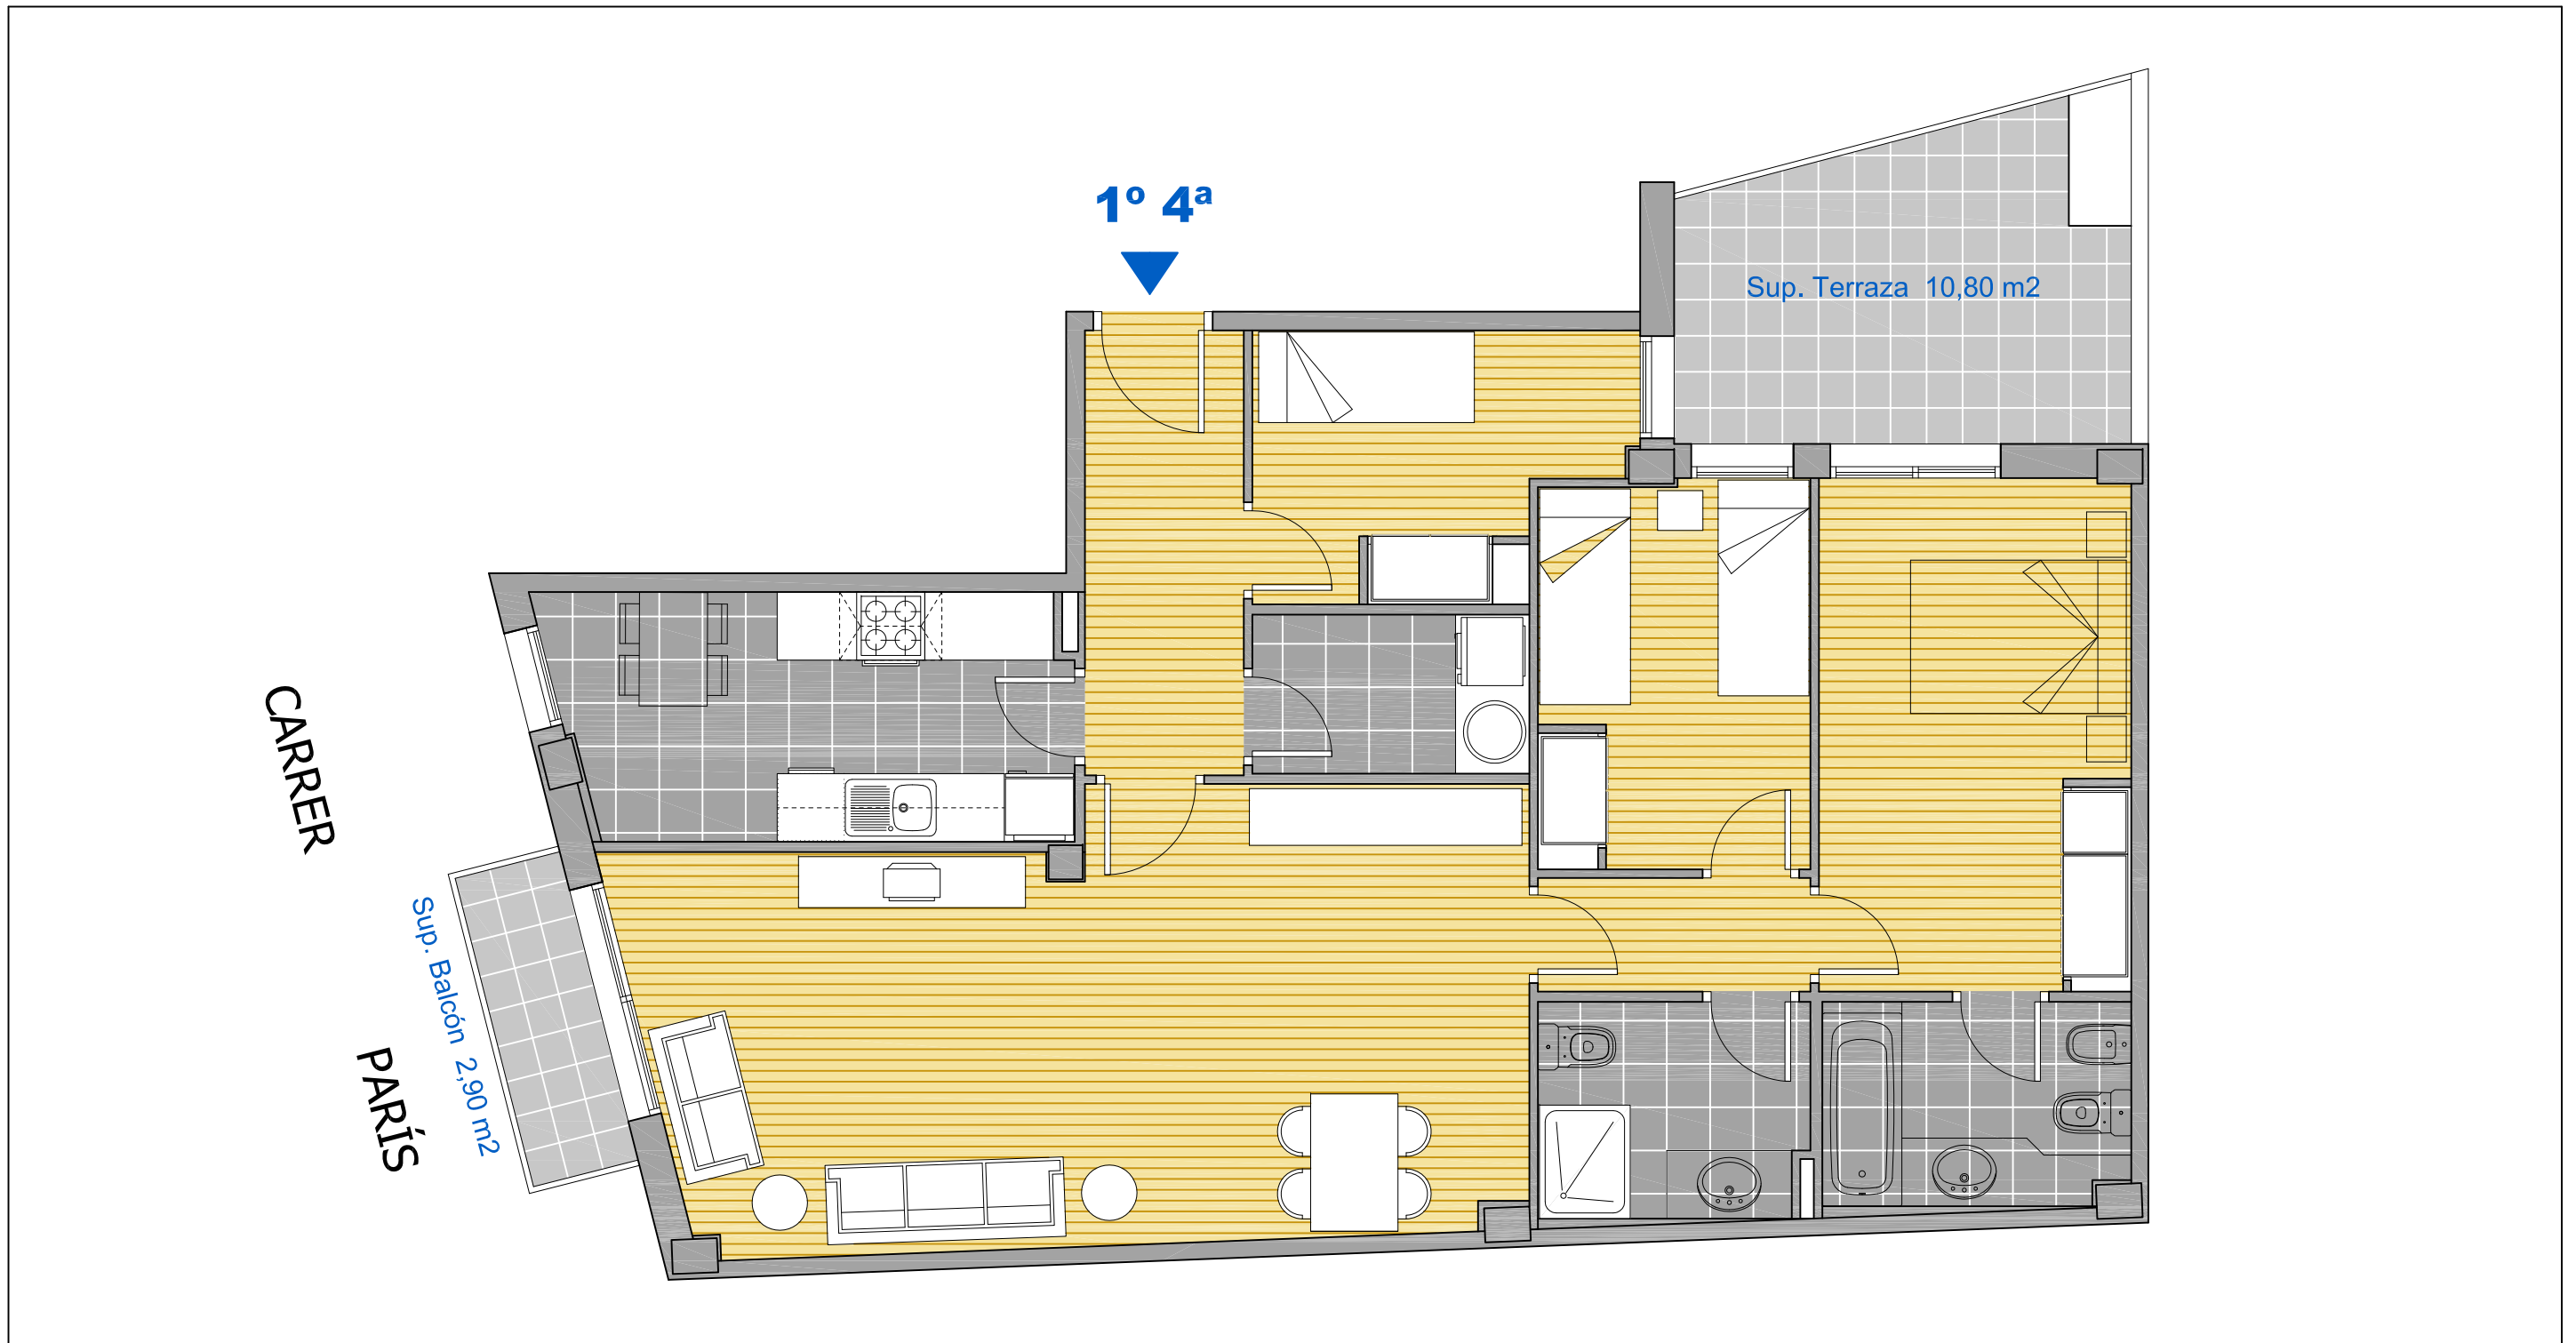 1º 4ª
Sup. Terraza 10,80 m2
CARRER
PARÍS
Sup. Balcón 2,90 m2